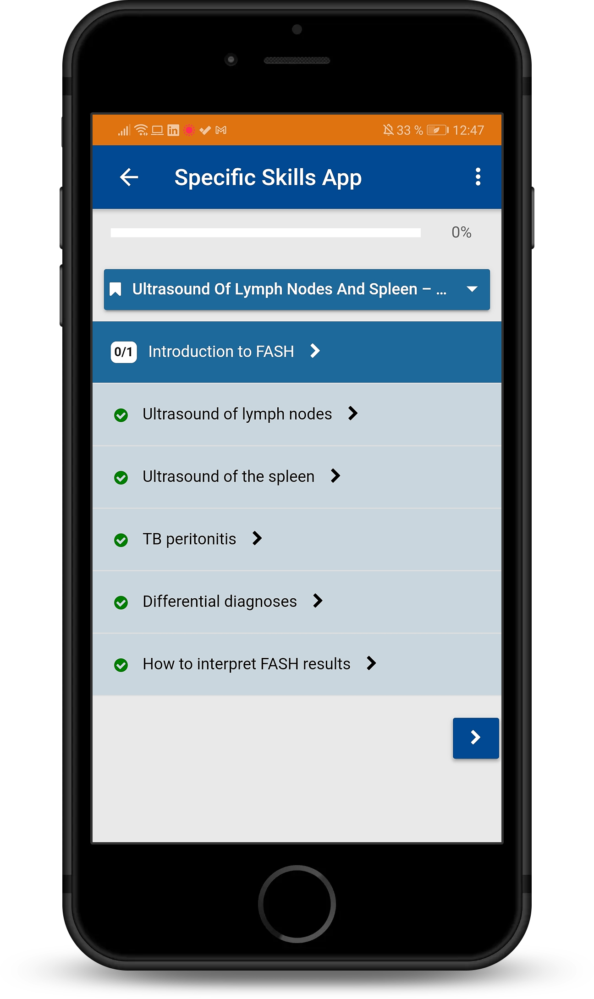 33 % 12:47
Specific Skills App
0%
Ultrasound Of Lymph Nodes And Spleen – ...
0/1 Introduction to FASH
Ultrasound of lymph nodes
Ultrasound of the spleen
TB peritonitis
Differential diagnoses
How to interpret FASH results